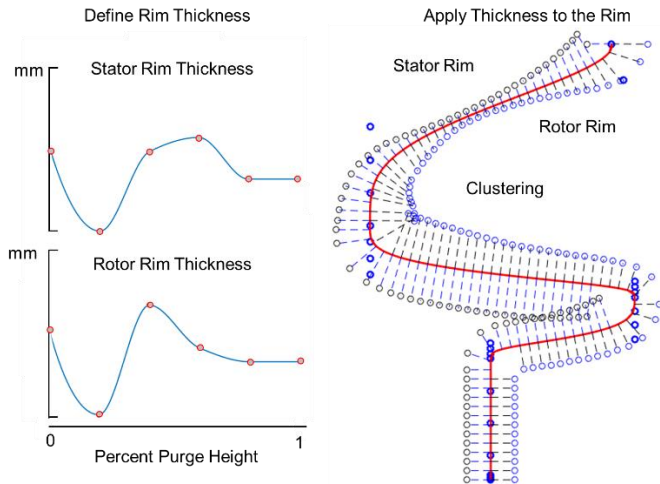 Define Rim Thickness
Apply Thickness to the Rim
mm
Stator Rim Thickness
Stator Rim
Rotor Rim
Clustering
mm
Rotor Rim Thickness
0
1
Percent Purge Height